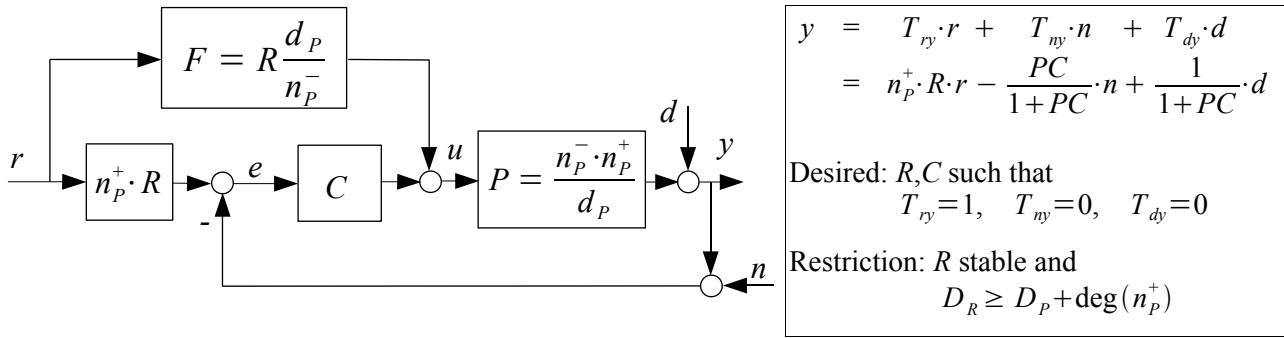 F = R d_P / n_P^-
r
n_P^+ · R
-
e
C
u
P = n_P^- · n_P^+ / d_P
d
y
n
y = T_ry · r + T_ny · n + T_dy · d
= n_P^+ · R · r − PC / 1 + PC · n + 1 / 1 + PC · d
Desired: R,C such that
T_ry = 1, T_ny = 0, T_dy = 0
Restriction: R stable and
D_R ≥ D_P + deg(n_P^+)